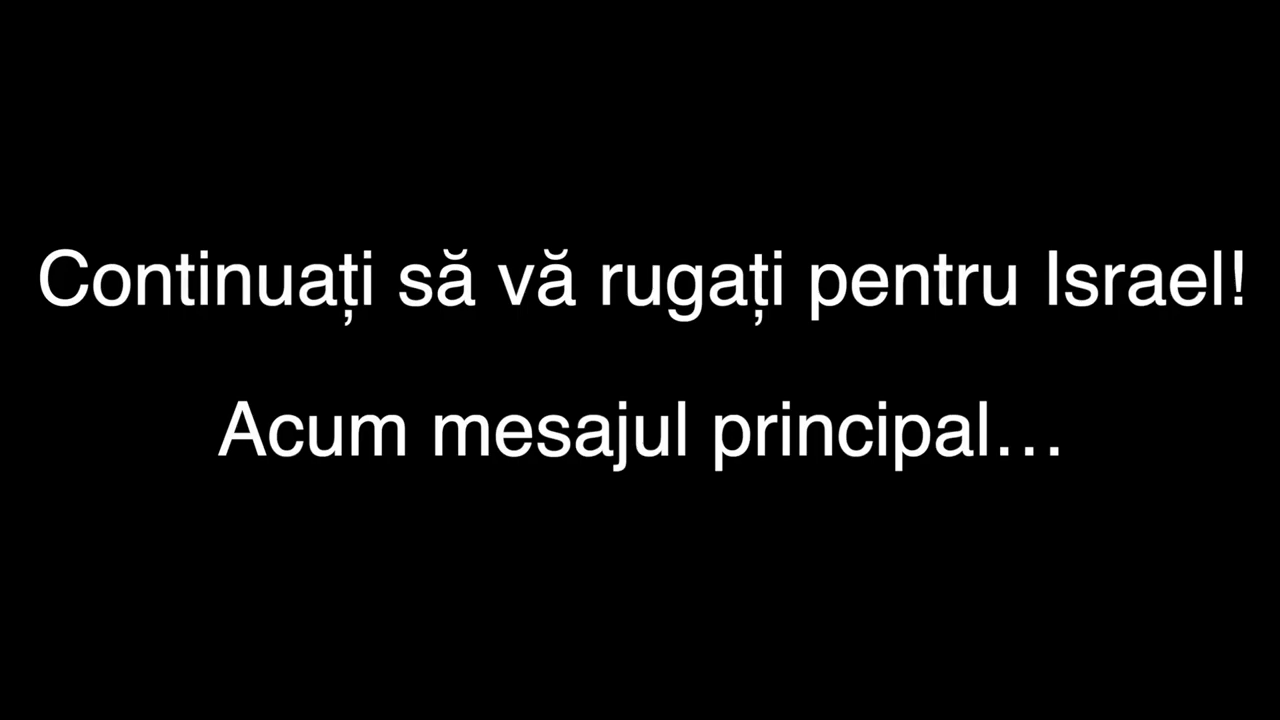 Continuați să vă rugați pentru Israel!
Acum mesajul principal…